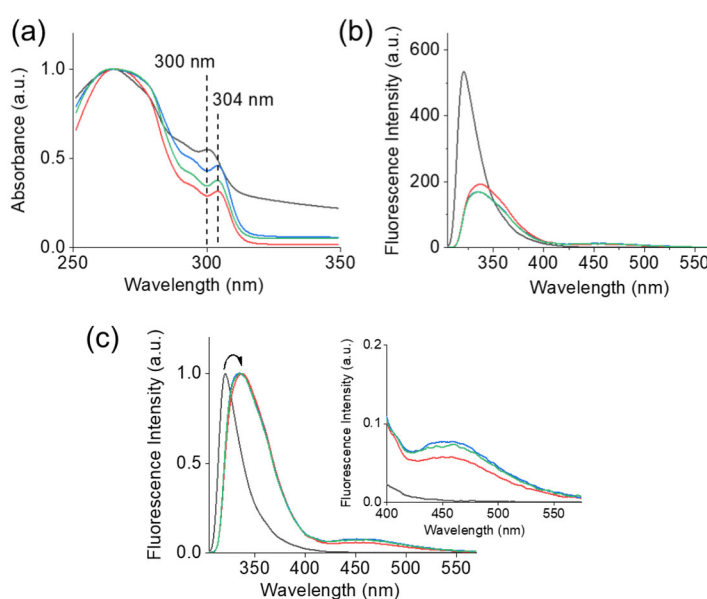 (a)
300 nm
304 nm
Absorbance (a.u.)
1.0
0.5
0.0
250
300
350
Wavelength (nm)
(b)
Fluorescence Intensity (a.u.)
600
400
200
0
350
400
450
500
550
Wavelength (nm)
(c)
Fluorescence Intensity (a.u.)
1.0
0.5
0.0
350
400
450
500
550
Wavelength (nm)
Fluorescence Intensity (a.u.)
0.2
0.1
0.0
400
450
500
550
Wavelength (nm)